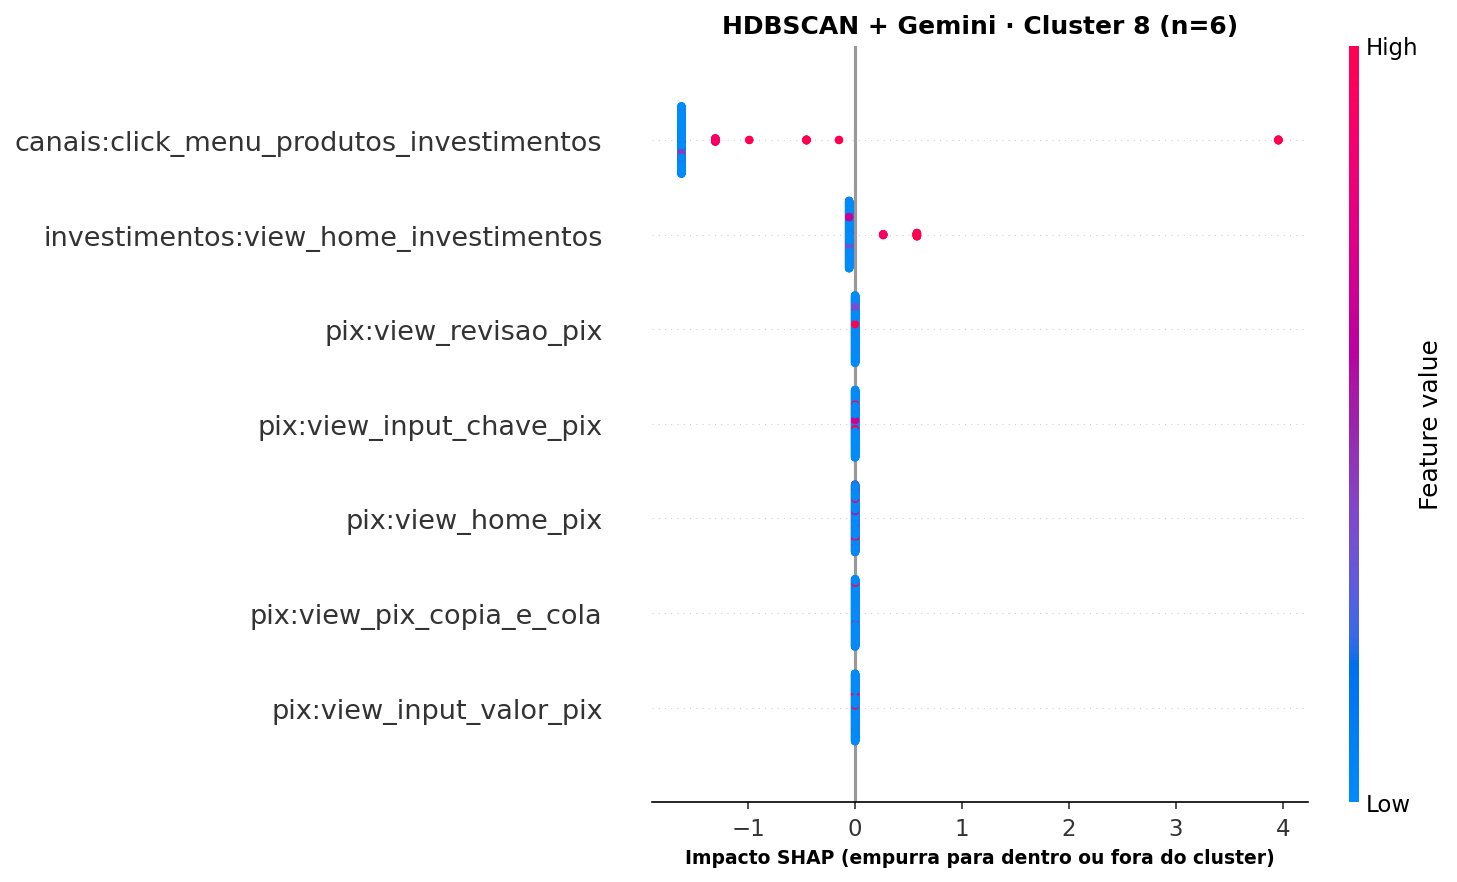 HDBSCAN + Gemini · Cluster 8 (n=6)
High
canais:click_menu_produtos_investimentos
investimentos:view_home_investimentos
pix:view_revisao_pix
pix:view_input_chave_pix
pix:view_home_pix
pix:view_pix_copia_e_cola
pix:view_input_valor_pix
Feature value
Low
−1 0 1 2 3 4
Impacto SHAP (empurra para dentro ou fora do cluster)